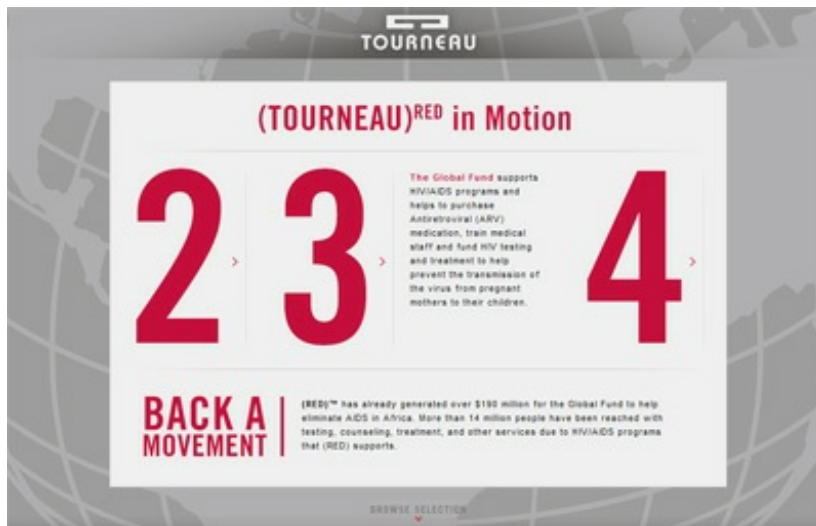 TOURNEAU
(TOURNEAU)RED in Motion
2 > 3 > 4 >
The Global Fund supports
HIV/AIDS programs and
helps to purchase
Antiretroviral (ARV)
medication, train medical
staff and fund HIV testing
and treatment to help
prevent the transmission of
the virus from pregnant
mothers to their children.
BACK A
MOVEMENT
(RED)™ has already generated over $190 million for the Global Fund to help
eliminate AIDS in Africa. More than 14 million people have been reached with
testing, counseling, treatment, and other services due to HIV/AIDS programs
that (RED) supports.
BROWSE SELECTION